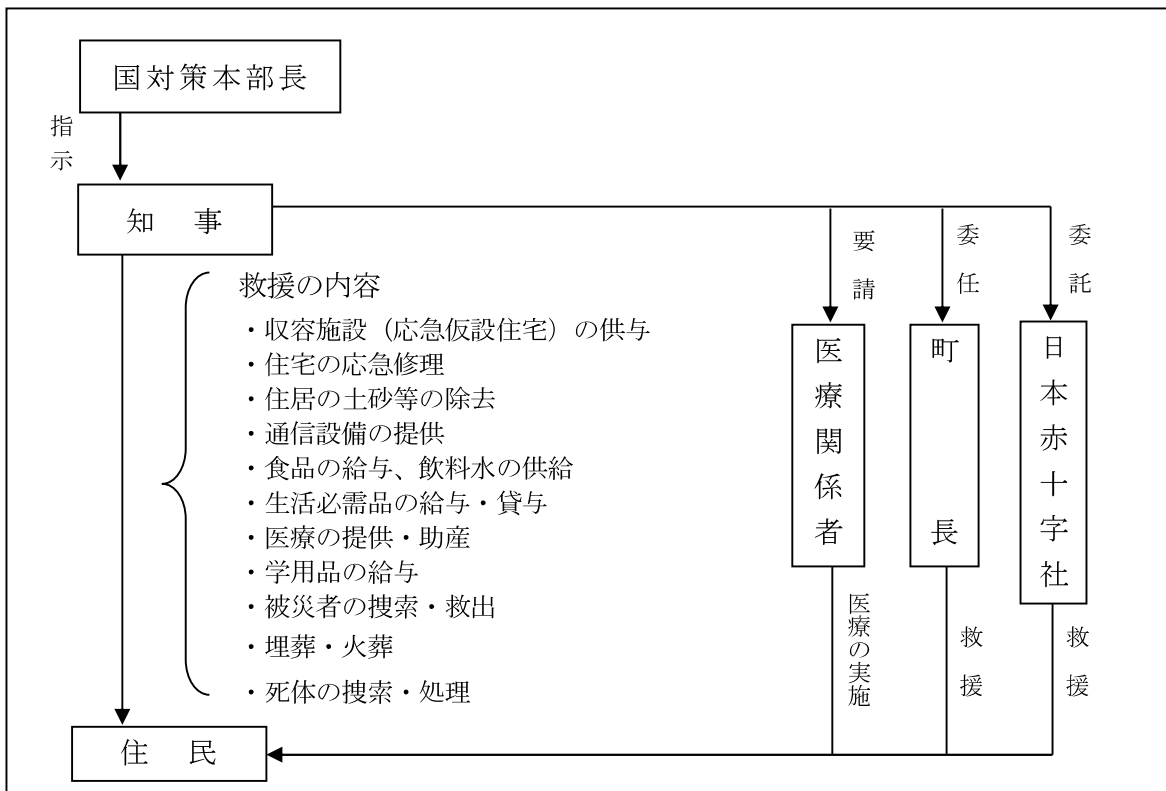 国対策本部長
指示
知 事
要請
委任
委託
救援の内容
・収容施設（応急仮設住宅）の供与
・住宅の応急修理
・住居の土砂等の除去
・通信設備の提供
・食品の給与、飲料水の供給
・生活必需品の給与・貸与
・医療の提供・助産
・学用品の給与
・被災者の捜索・救出
・埋葬・火葬
・死体の捜索・処理
医療関係者
町長
日本赤十字社
医療の実施
救援
救援
住 民